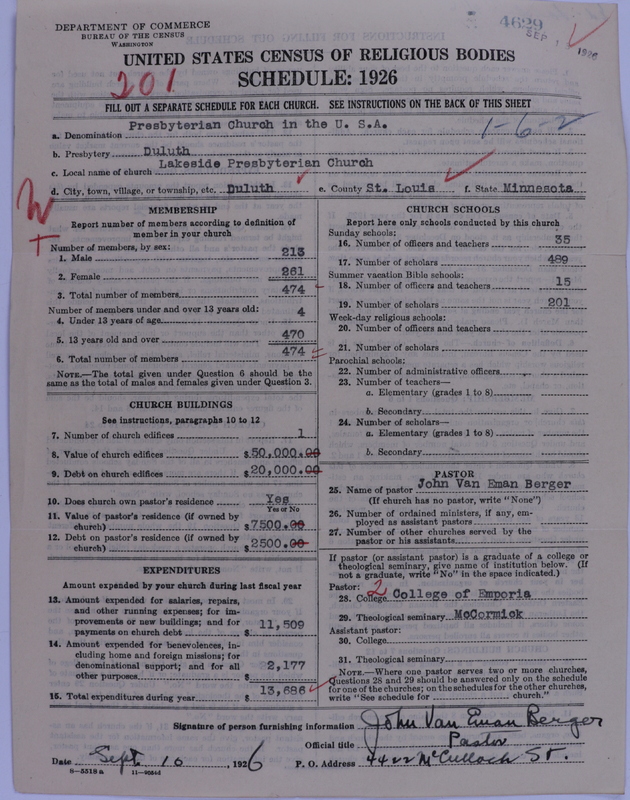 DEPARTMENT OF COMMERCE
BUREAU OF THE CENSUS
WASHINGTON
4629
SEP 1 1926
UNITED STATES CENSUS OF RELIGIOUS BODIES
201
SCHEDULE: 1926
FILL OUT A SEPARATE SCHEDULE FOR EACH CHURCH. SEE INSTRUCTIONS ON THE BACK OF THIS SHEET
a. Denomination Presbyterian Church in the U. S.A.
1-6-2
b. Presbytery Duluth
c. Local name of church Lakeside Presbyterian Church
d. City, town, village, or township, etc. Duluth e. County St. Louis f. State Minnesota
MEMBERSHIP
Report number of members according to definition of
member in your church
Number of members, by sex:
1. Male 213
2. Female 261
3. Total number of members 474
Number of members under and over 13 years old:
4. Under 13 years of age 4
5. 13 years old and over 470
6. Total number of members 474
NOTE.—The total given under Question 6 should be the
same as the total of males and females given under Question 3.
CHURCH BUILDINGS
See instructions, paragraphs 10 to 12
7. Number of church edifices 1
8. Value of church edifices $50,000.00
9. Debt on church edifices $20,000.00
10. Does church own pastor's residence Yes
Yes or No
11. Value of pastor's residence (if owned by
church) $7500.00
12. Debt on pastor's residence (if owned by
church) $2500.00
EXPENDITURES
Amount expended by your church during last fiscal year
13. Amount expended for salaries, repairs,
and other running expenses; for im-
provements or new buildings; and for
payments on church debt $11,509
14. Amount expended for benevolences, in-
cluding home and foreign missions; for
denominational support; and for all
other purposes $2,177
15. Total expenditures during year $13,686
CHURCH SCHOOLS
Report here only schools conducted by this church
Sunday schools:
16. Number of officers and teachers 35
17. Number of scholars 489
Summer vacation Bible schools:
18. Number of officers and teachers 15
19. Number of scholars 201
Week-day religious schools:
20. Number of officers and teachers
21. Number of scholars
Parochial schools:
22. Number of administrative officers
23. Number of teachers—
a. Elementary (grades 1 to 8)
b. Secondary
24. Number of scholars—
a. Elementary (grades 1 to 8)
b. Secondary
PASTOR
25. Name of pastor John Van Eman Berger
(If church has no pastor, write "None")
26. Number of ordained ministers, if any, em-
ployed as assistant pastors
27. Number of other churches served by the
pastor or his assistants
If pastor (or assistant pastor) is a graduate of a college or
theological seminary, give name of institution below. (If
not a graduate, write "No" in the space indicated.)
Pastor:
28. College 2 College of Emporia
29. Theological seminary McCormick
Assistant pastor:
30. College
31. Theological seminary
NOTE.—Where one pastor serves two or more churches,
Questions 28 and 29 should be answered only on the schedule
for one of the churches; on the schedules for the other churches,
write "See schedule for church."
Signature of person furnishing information John Van Eman Berger
Official title Pastor
Date Sept. 10, 1926 P. O. Address 4422 McCulloch St.
8-5518 a